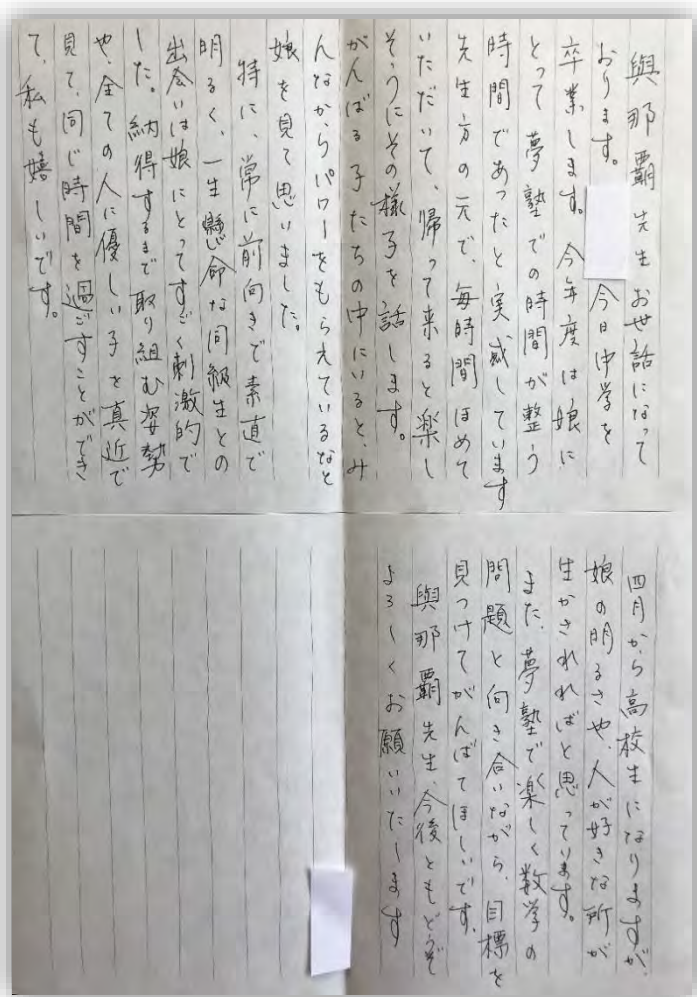 與那覇先生お世話になって
おります。 今日中学を
卒業します。今年度は娘に
とって夢塾での時間が整う
時間であったと実感しています
先生方の元で、毎時間ほめて
いただいて、帰って来ると楽し
そうにその様子を話します。
がんばる子たちの中にいると、み
んなからパワーをもらえているなと
娘を見て思いました。
特に、常に前向きで素直で
明るく、一生懸命な同級生との
出会いは娘にとってすごく刺激的で
した。納得するまで取り組む姿勢
や、全ての人に優しい子を真近で
見て、同じ時間を過ごすことができ
て、私も嬉しいです。
四月から高校生になりますが、
娘の明るさや、人が好きな所が
生かされればと思っています。
また、夢塾で楽しく数学の
問題と向き合いながら、目標を
見つけてがんばてほしいです。
與那覇先生、今後ともどうぞ
よろしくお願いいたします